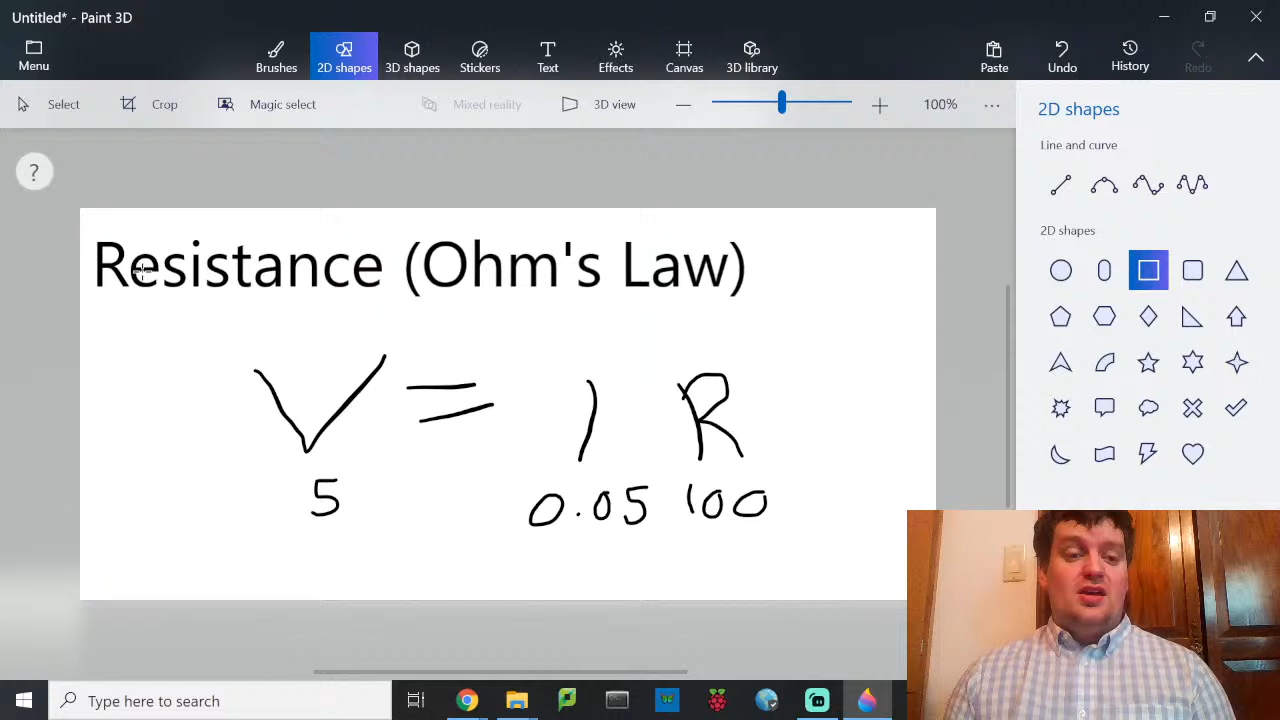 Untitled* - Paint 3D
Menu
Brushes
2D shapes
3D shapes
Stickers
Text
Effects
Canvas
3D library
Paste
Undo
History
Redo
Select
Crop
Magic select
Mixed reality
3D view
100%
2D shapes
Line and curve
2D shapes
?
Resistance (Ohm's Law)
V = I R
5 0.05 100
Type here to search